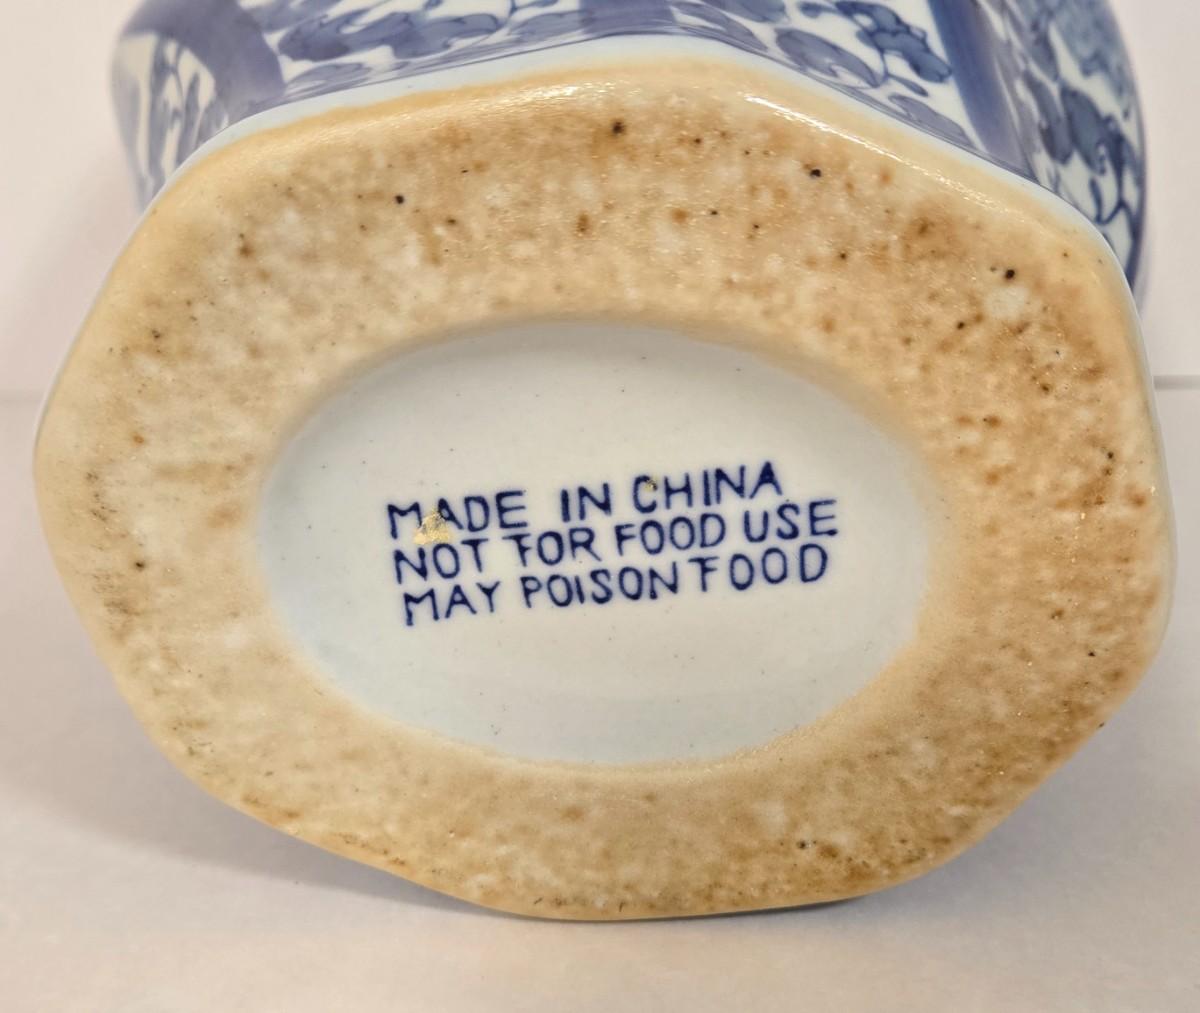 MADE IN CHINA
NOT FOR FOOD USE
MAY POISON FOOD